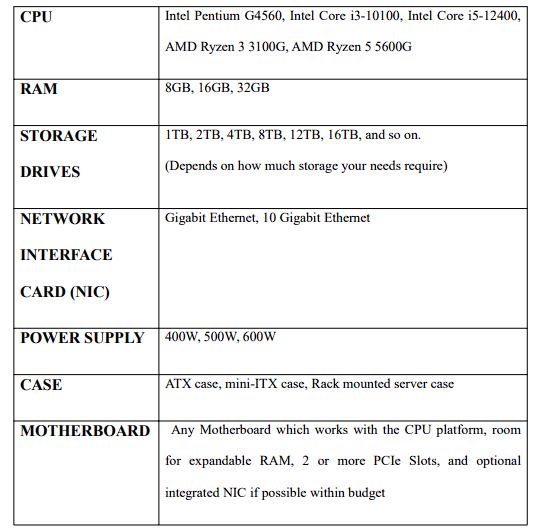 CPU
Intel Pentium G4560, Intel Core i3-10100, Intel Core i5-12400,
AMD Ryzen 3 3100G, AMD Ryzen 5 5600G
RAM
8GB, 16GB, 32GB
STORAGE
DRIVES
1TB, 2TB, 4TB, 8TB, 12TB, 16TB, and so on.
(Depends on how much storage your needs require)
NETWORK
INTERFACE
CARD (NIC)
Gigabit Ethernet, 10 Gigabit Ethernet
POWER SUPPLY
400W, 500W, 600W
CASE
ATX case, mini-ITX case, Rack mounted server case
MOTHERBOARD
Any Motherboard which works with the CPU platform, room
for expandable RAM, 2 or more PCIe Slots, and optional
integrated NIC if possible within budget